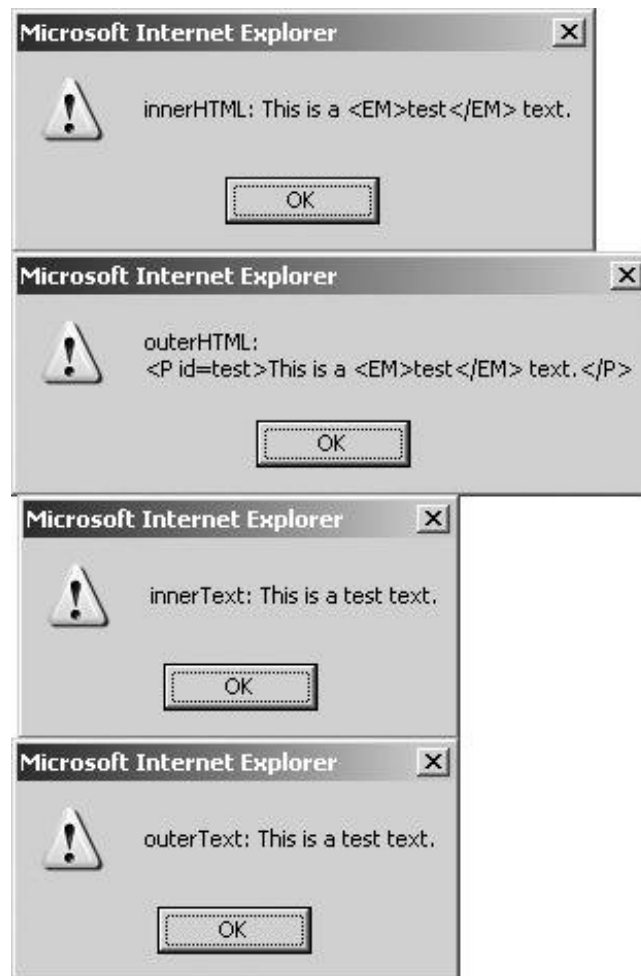 Microsoft Internet Explorer
innerHTML: This is a <EM>test</EM> text.
OK
Microsoft Internet Explorer
outerHTML:
<P id=test>This is a <EM>test</EM> text.</P>
OK
Microsoft Internet Explorer
innerText: This is a test text.
OK
Microsoft Internet Explorer
outerText: This is a test text.
OK